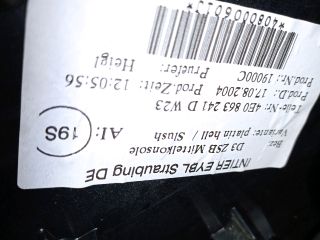 INTIER EYBL Straubing DE
Bez. D3 ZSB Mittelkonsole
Variante: platin hell / Slush
AI: 19S
Teile-Nr: 4E0 863 241 D W23
Prod.D.: 17.08.2004 Prod.Zeit: 12:05:56
Prod.Nr.: 19000C Pruefer: Heigl